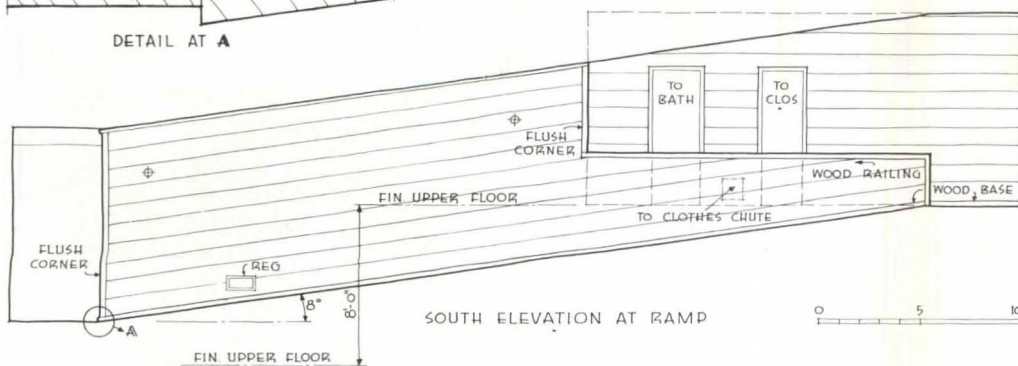 DETAIL AT A
TO
BATH
TO
CLOS
FLUSH
CORNER
WOOD RAILING
FIN UPPER FLOOR
WOOD BASE
TO CLOTHES CHUTE
FLUSH
CORNER
REG
8°
8'-0"
A
SOUTH ELEVATION AT RAMP
0 5 10
FIN. UPPER FLOOR